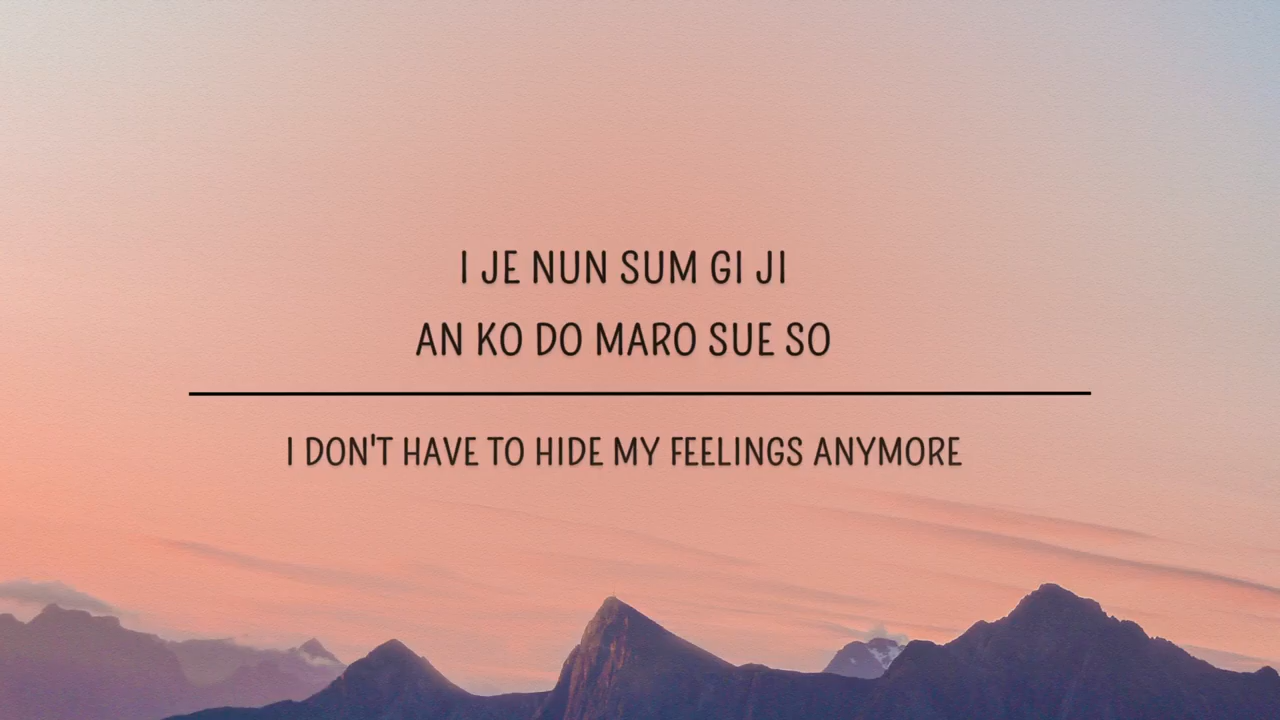 I JE NUN SUM GI JI
AN KO DO MARO SUE SO
I DON'T HAVE TO HIDE MY FEELINGS ANYMORE